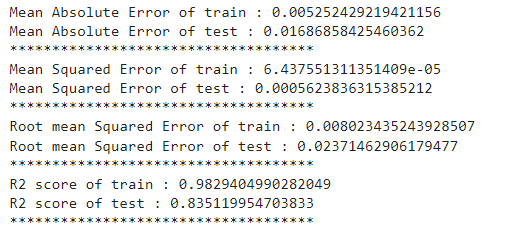 Mean Absolute Error of train : 0.005252429219421156
Mean Absolute Error of test : 0.01686858425460362
************************************
Mean Squared Error of train : 6.437551311351409e-05
Mean Squared Error of test : 0.0005623836315385212
************************************
Root mean Squared Error of train : 0.008023435243928507
Root mean Squared Error of test : 0.02371462906179477
************************************
R2 score of train : 0.9829404990282049
R2 score of test : 0.835119954703833
************************************